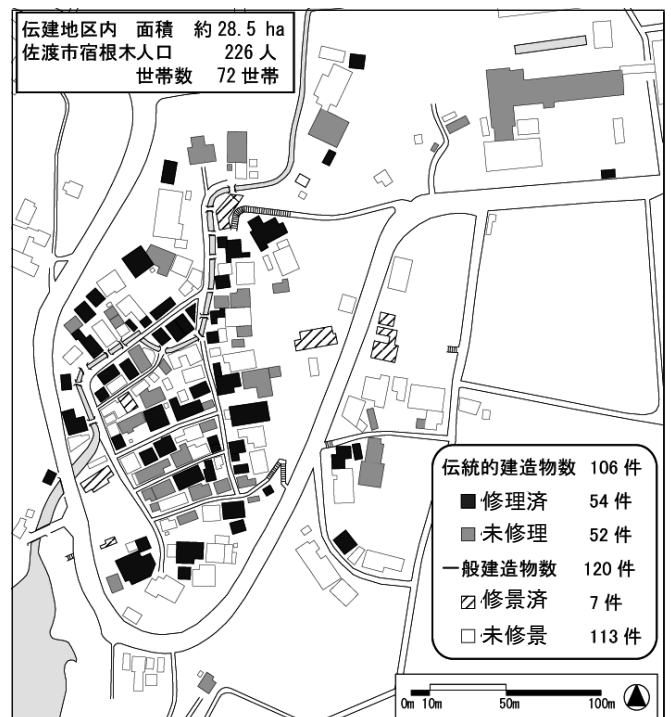 伝建地区内 面積 約28.5 ha
佐渡市宿根木人口 226 人
世帯数 72 世帯
伝統的建造物数 106 件
修理済 54 件
未修理 52 件
一般建造物数 120 件
修景済 7 件
未修景 113 件
0m 10m 50m 100m